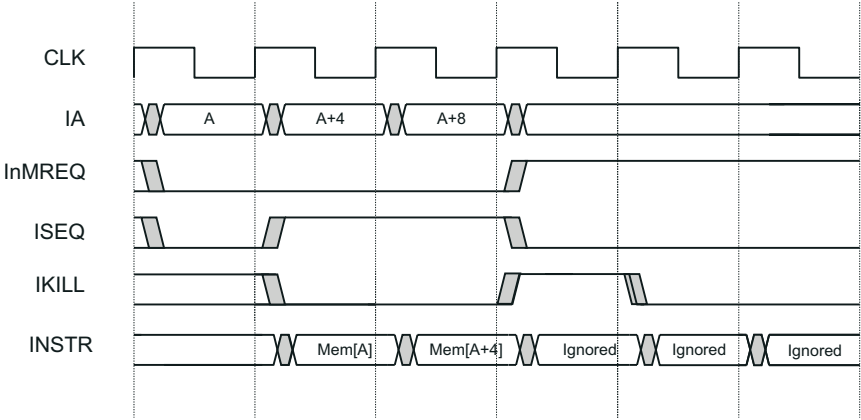 CLK
IA A A+4 A+8
InMREQ
ISEQ
IKILL
INSTR Mem[A] Mem[A+4] Ignored Ignored Ignored